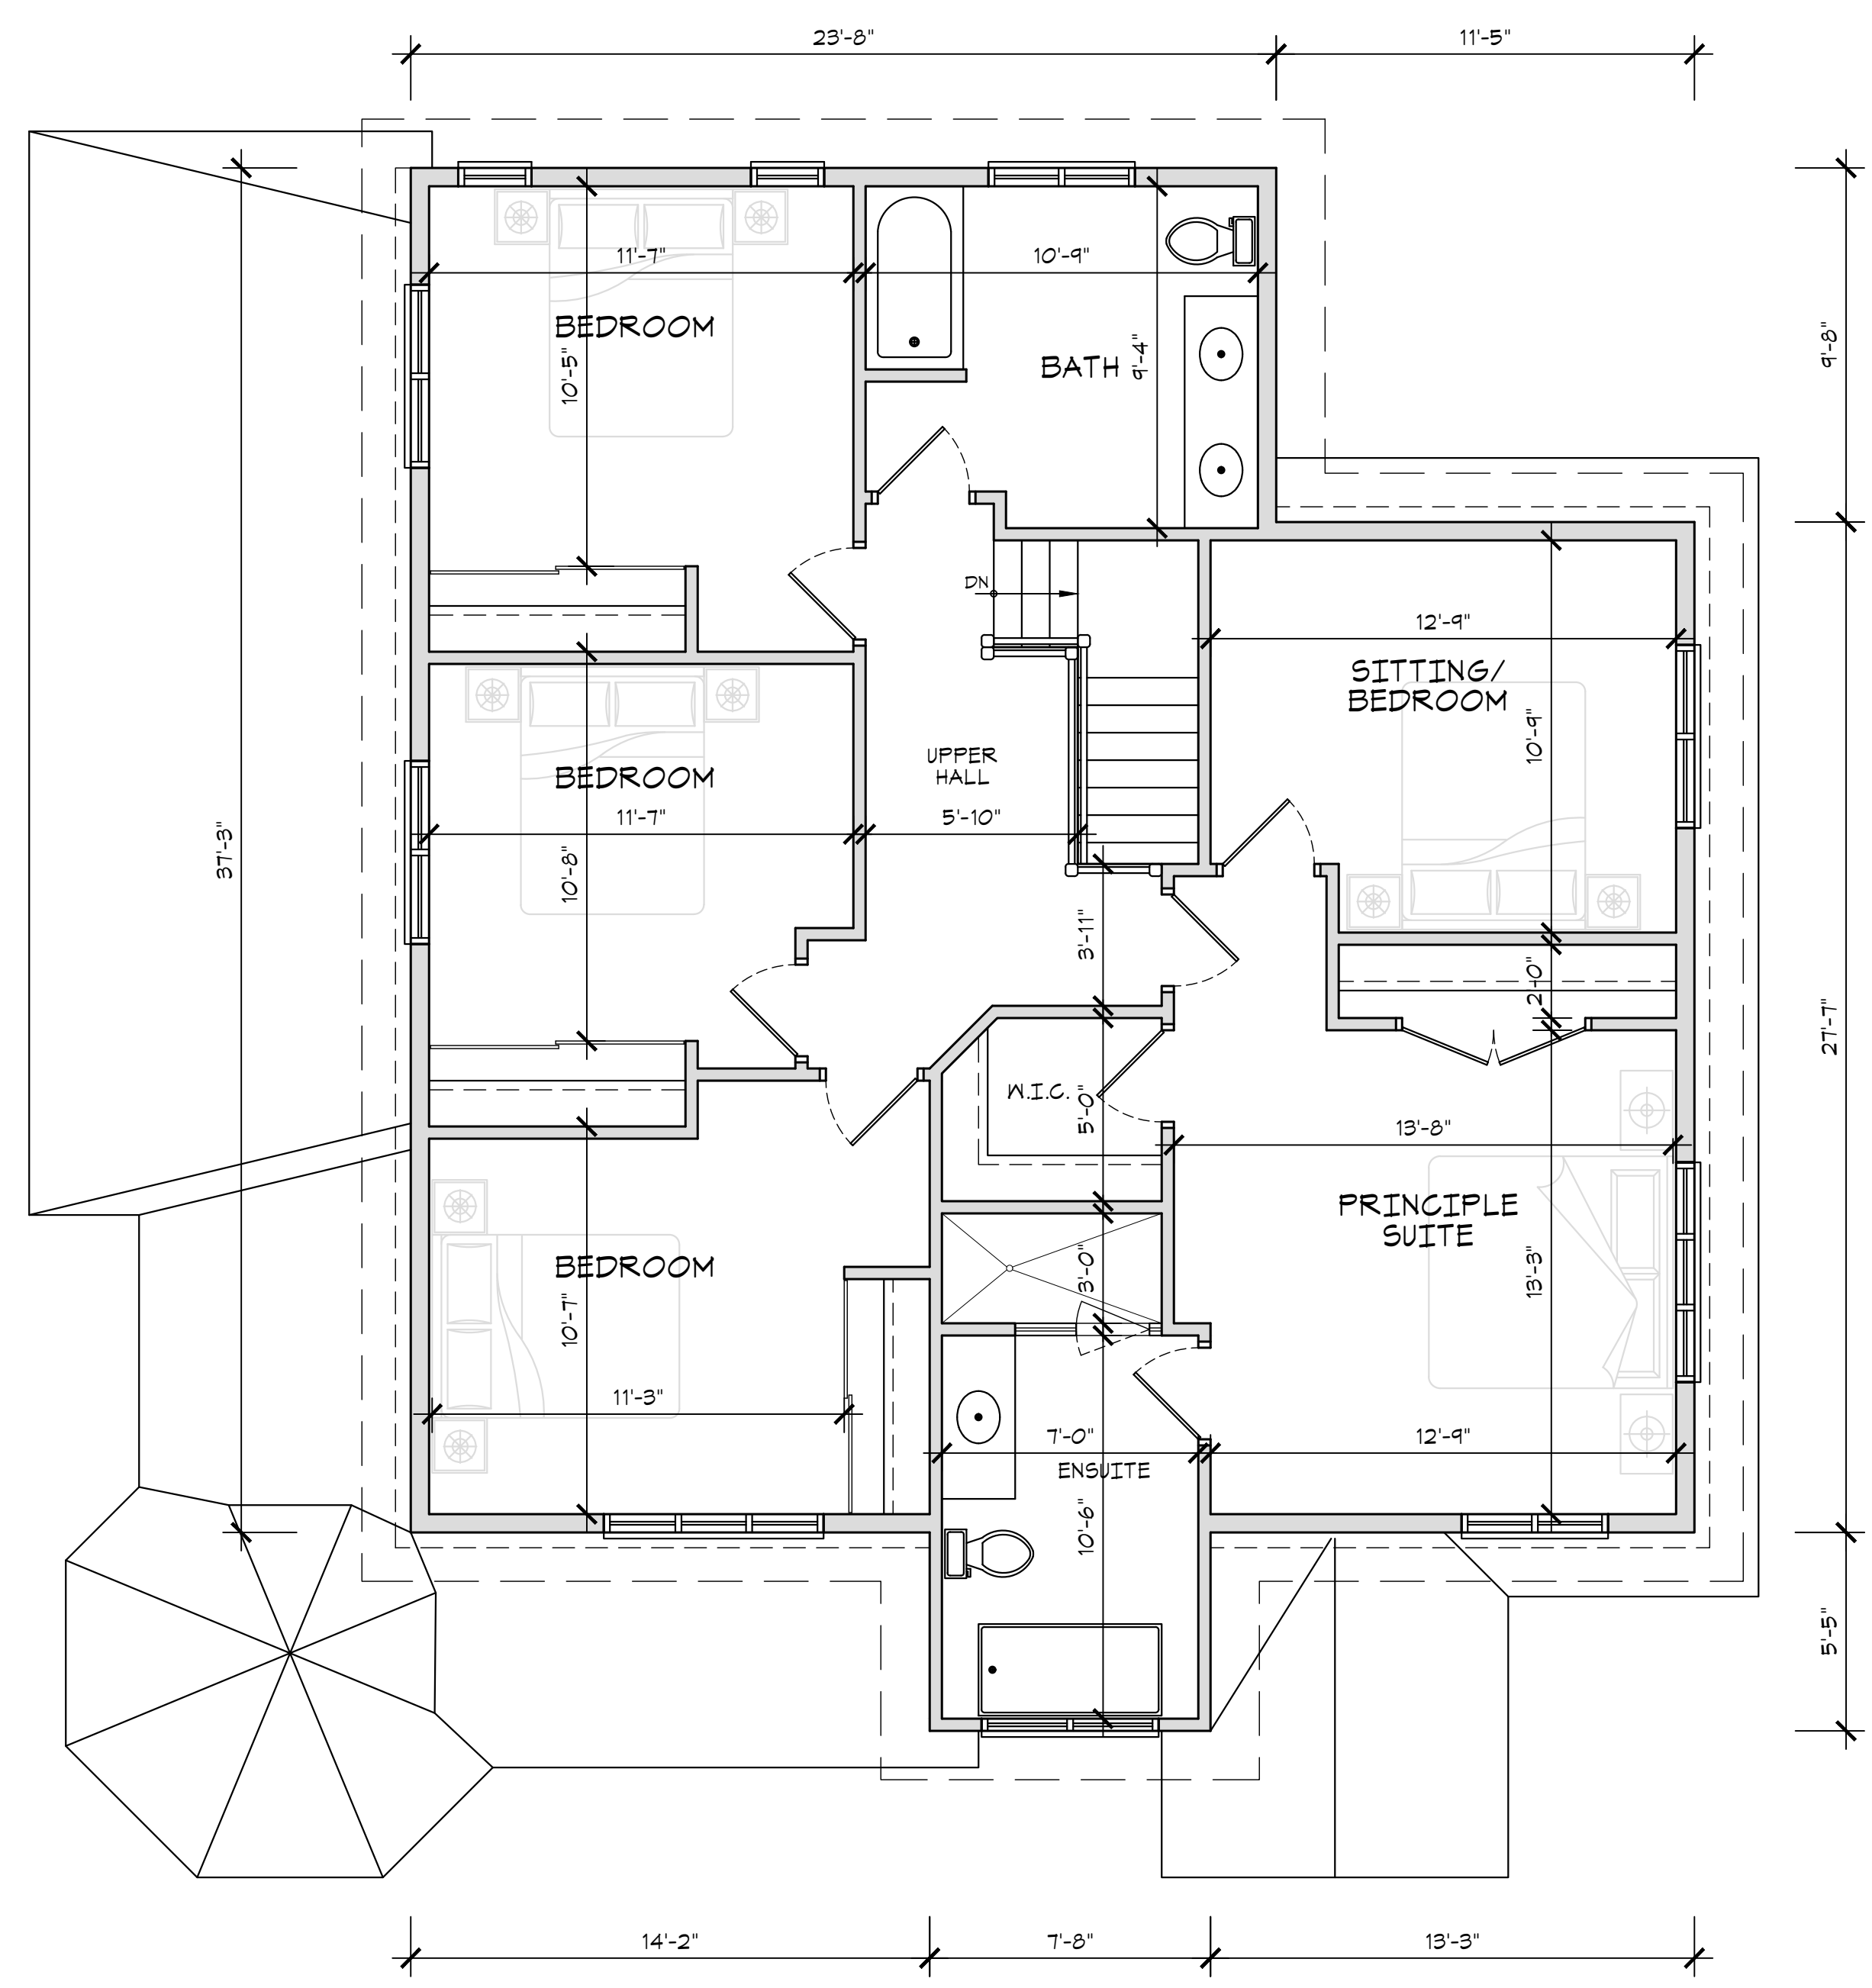 23'-8"
11'-5"
11'-7"
10'-9"
BEDROOM
10'-5"
BATH
9'-4"
9'-8"
DN
12'-9"
SITTING/
BEDROOM
10'-9"
UPPER
HALL
BEDROOM
11'-7"
5'-10"
10'-8"
37'-3"
3'-11"
2'-0"
27'-7"
W.I.C.
5'-0"
13'-8"
PRINCIPLE
SUITE
13'-3"
BEDROOM
10'-7"
3'-0"
11'-3"
7'-0"
12'-9"
ENSUITE
10'-6"
5'-5"
14'-2"
7'-8"
13'-3"